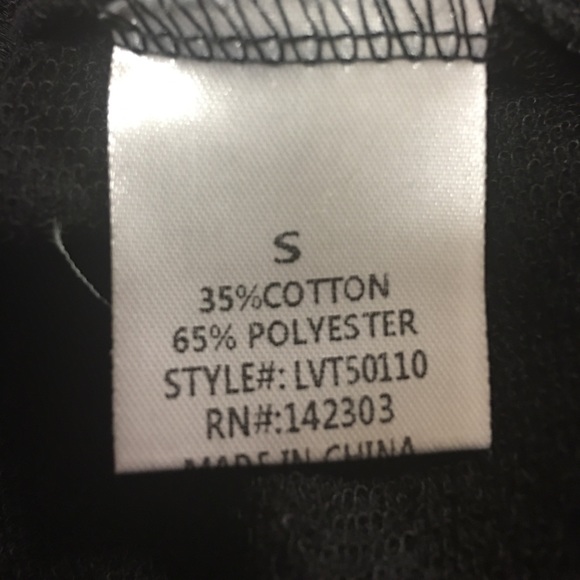 S
35%COTTON
65% POLYESTER
STYLE#: LVT50110
RN#:142303
MADE IN CHINA